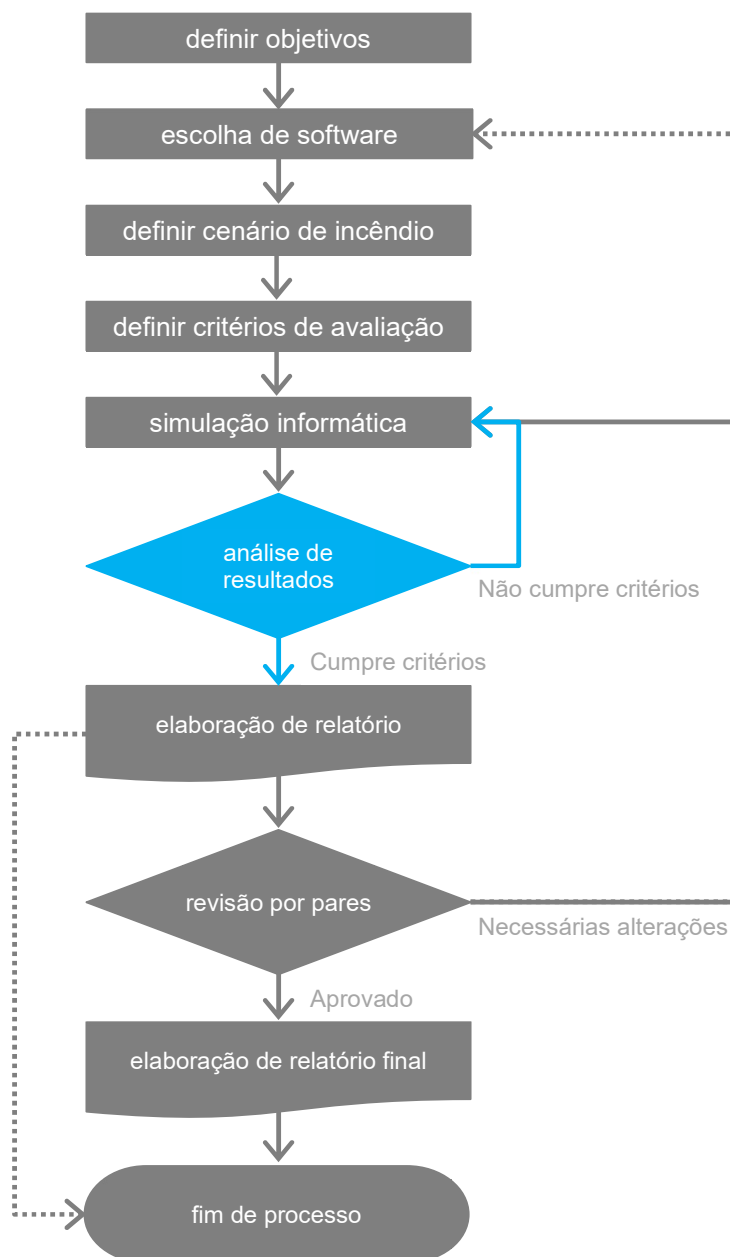 definir objetivos
escolha de software
definir cenário de incêndio
definir critérios de avaliação
simulação informática
análise de
resultados
Não cumpre critérios
Cumpre critérios
elaboração de relatório
revisão por pares
Necessárias alterações
Aprovado
elaboração de relatório final
fim de processo